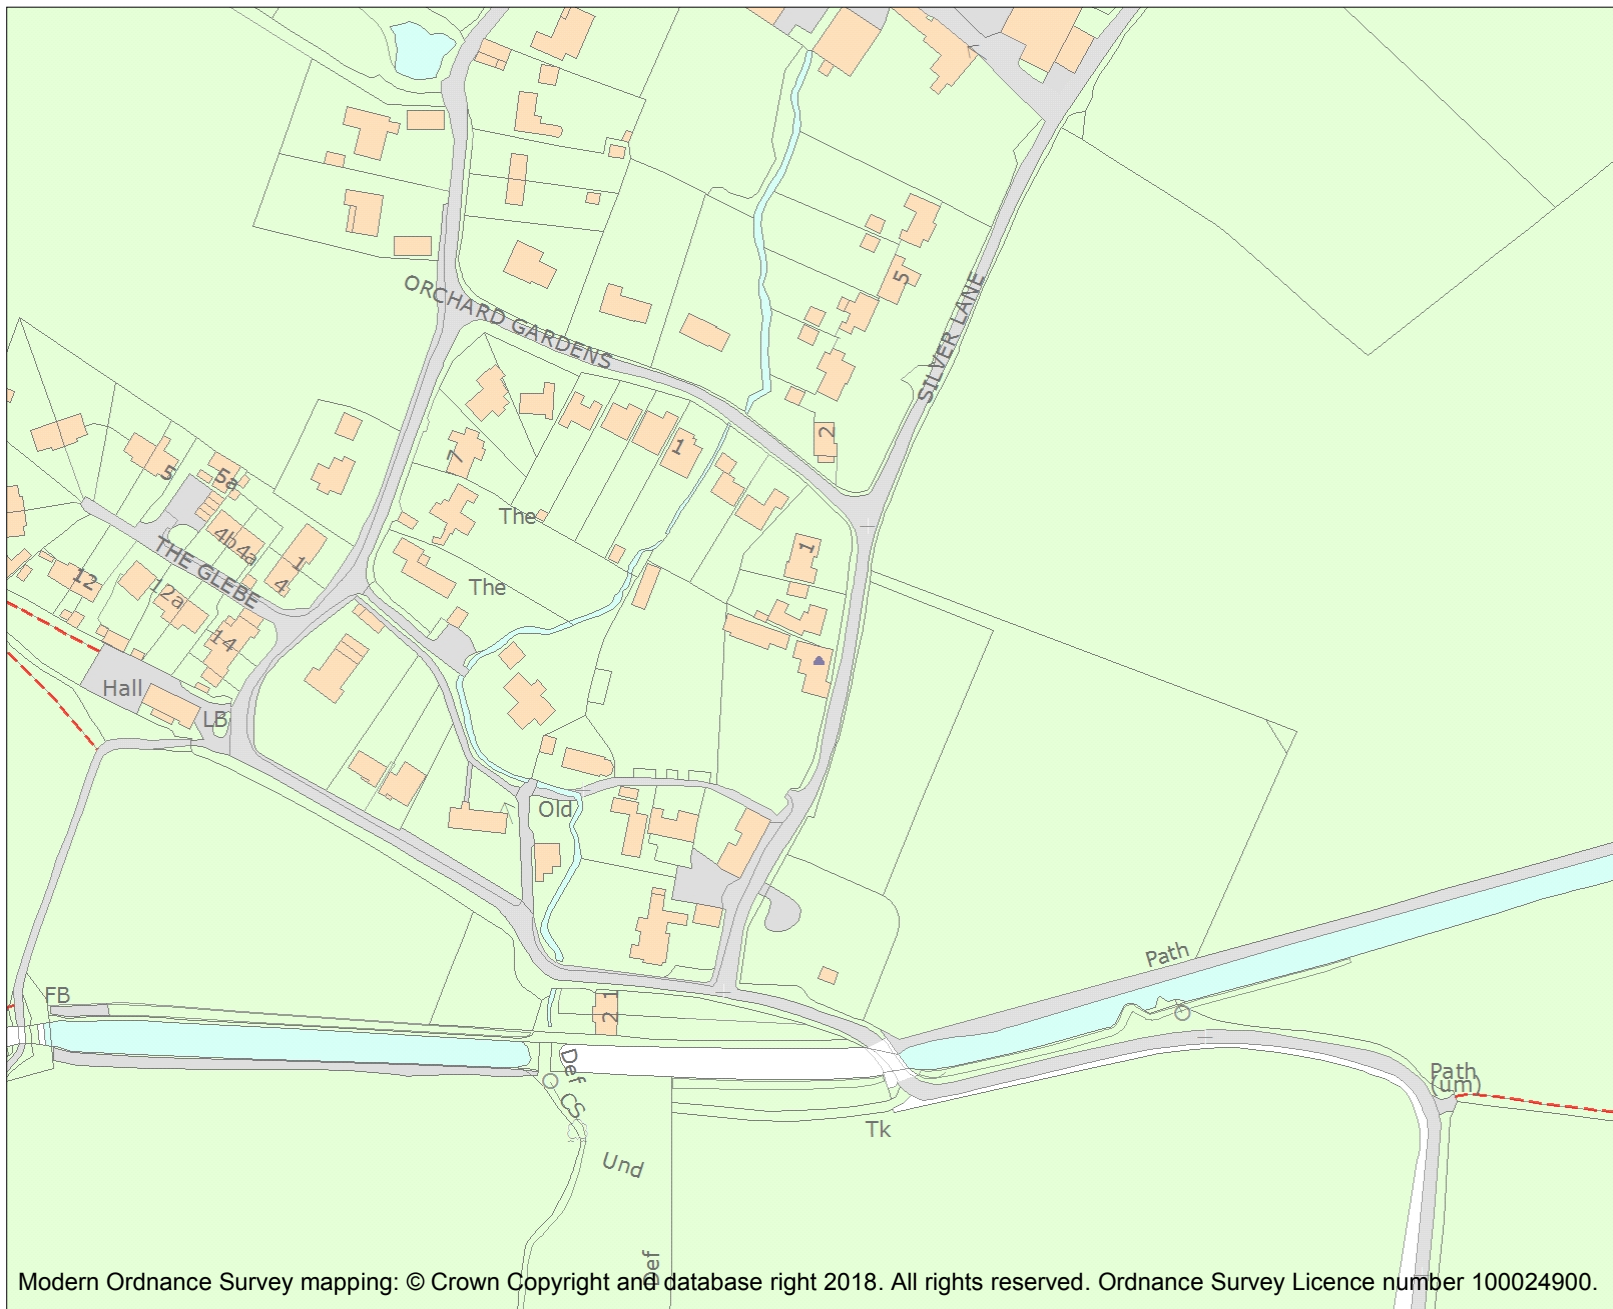 ORCHARD GARDENS
5
SILVER LANE
2
1
7
5
5a
The
4b
4a
1
4
THE GLEBE
12
12a
1
The
14
Hall
LB
Old
Path
FB
1
2
Def
CS
Path
(um)
Tk
Und
Def
Modern Ordnance Survey mapping: © Crown Copyright and database right 2018. All rights reserved. Ordnance Survey Licence number 100024900.